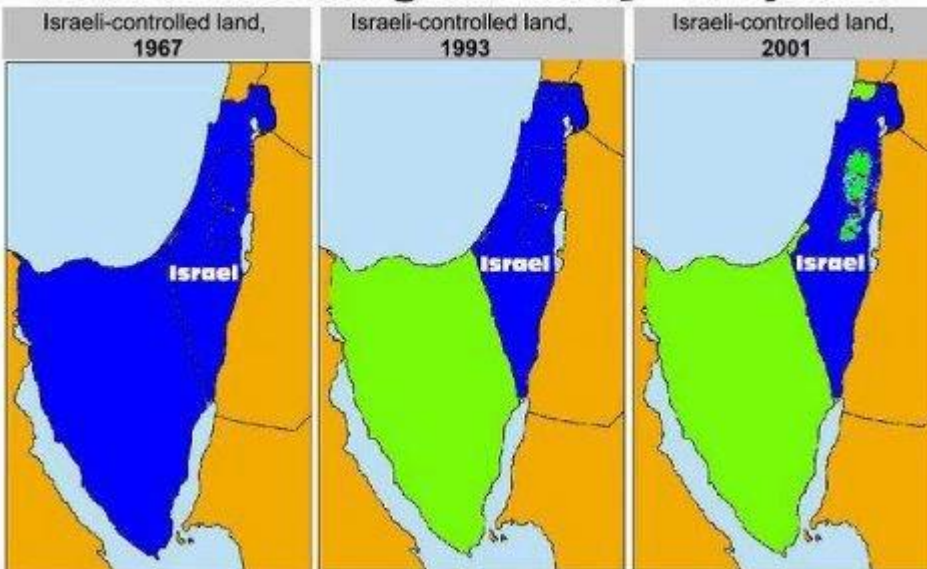 Israeli-controlled land,
1967
Israeli-controlled land,
1993
Israeli-controlled land,
2001
Israel
Israel
Israel